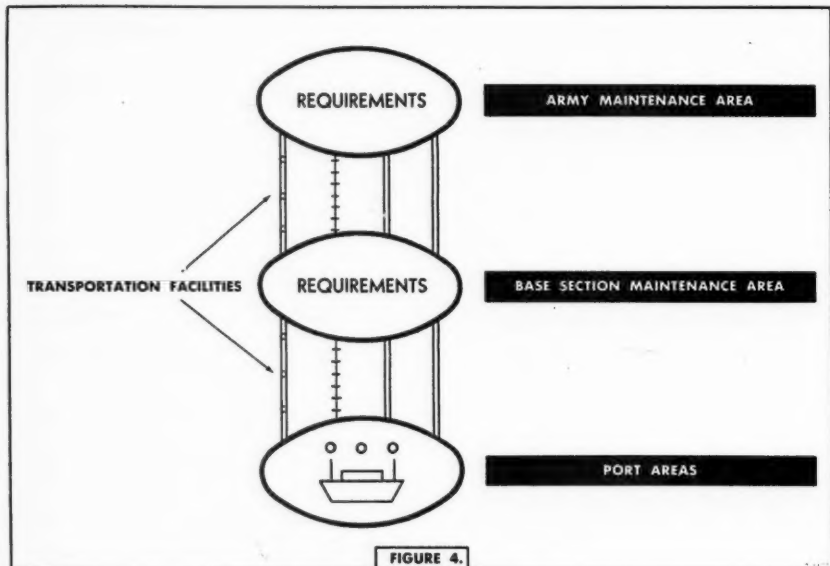 REQUIREMENTS
ARMY MAINTENANCE AREA
TRANSPORTATION FACILITIES
REQUIREMENTS
BASE SECTION MAINTENANCE AREA
PORT AREAS
FIGURE 4.